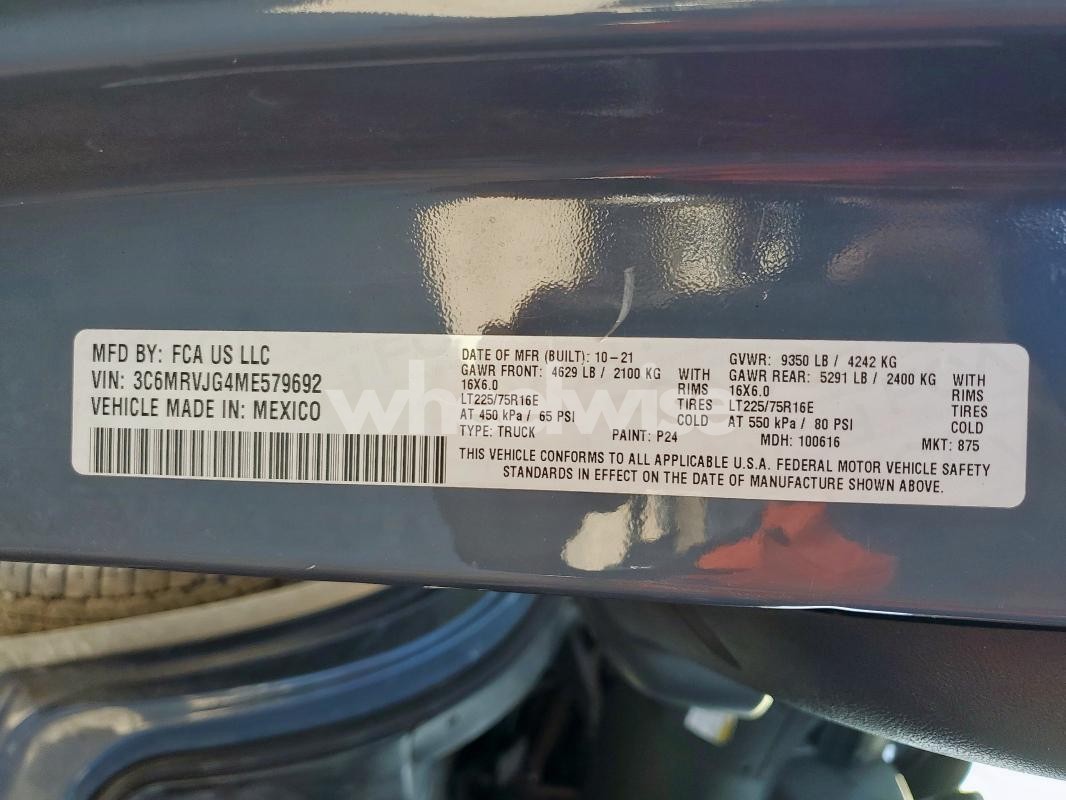 MFD BY: FCA US LLC
VIN: 3C6MRVJG4ME579692
VEHICLE MADE IN: MEXICO
DATE OF MFR (BUILT): 10-21
GVWR: 9350 LB / 4242 KG
GAWR FRONT: 4629 LB / 2100 KG WITH
16X6.0 RIMS
LT225/75R16E TIRES
AT 450 kPa / 65 PSI COLD
GAWR REAR: 5291 LB / 2400 KG WITH
16X6.0 RIMS
LT225/75R16E TIRES
AT 550 kPa / 80 PSI COLD
TYPE: TRUCK PAINT: P24 MDH: 100616 MKT: 875
THIS VEHICLE CONFORMS TO ALL APPLICABLE U.S.A. FEDERAL MOTOR VEHICLE SAFETY
STANDARDS IN EFFECT ON THE DATE OF MANUFACTURE SHOWN ABOVE.